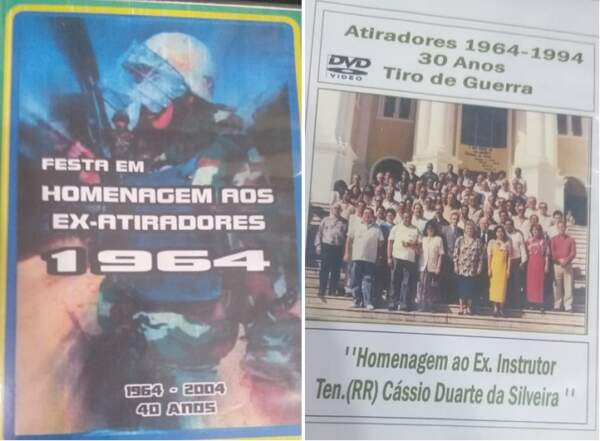 FESTA EM
HOMENAGEM AOS
EX-ATIRADORES
1964
1964 - 2004
40 ANOS
Atiradores 1964-1994
30 Anos
Tiro de Guerra
DVD
VIDEO
''Homenagem ao Ex. Instrutor
Ten.(RR) Cássio Duarte da Silveira ''